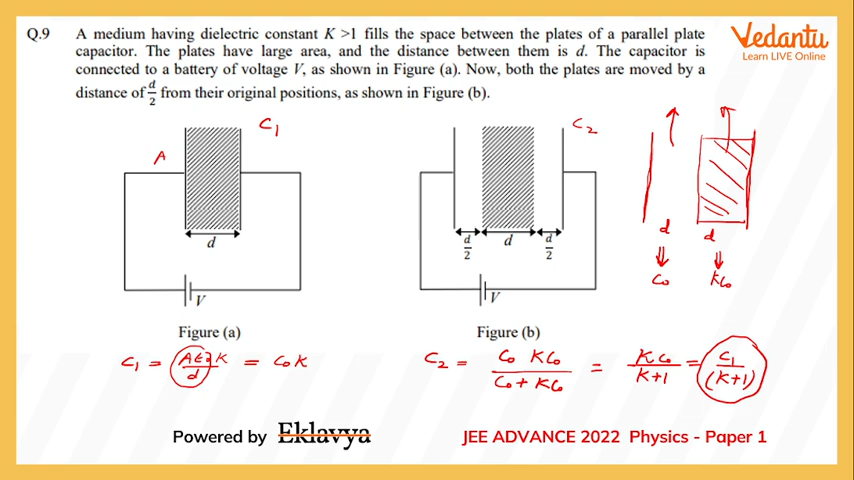 Q.9 A medium having dielectric constant K >1 fills the space between the plates of a parallel plate
capacitor. The plates have large area, and the distance between them is d. The capacitor is
connected to a battery of voltage V, as shown in Figure (a). Now, both the plates are moved by a
distance of d/2 from their original positions, as shown in Figure (b).
Vedantu
Learn LIVE Online
C₁
A
d
V
Figure (a)
C₂
d/2 d d/2
V
Figure (b)
d d
⇓ ⇓
C₀ KC₀
C₁ = A∈₀K/d = C₀K
C₂ = C₀ KC₀/C₀ + KC₀ = KC₀/K+1 = C₁/(K+1)
Powered by Eklavya
JEE ADVANCE 2022 Physics - Paper 1